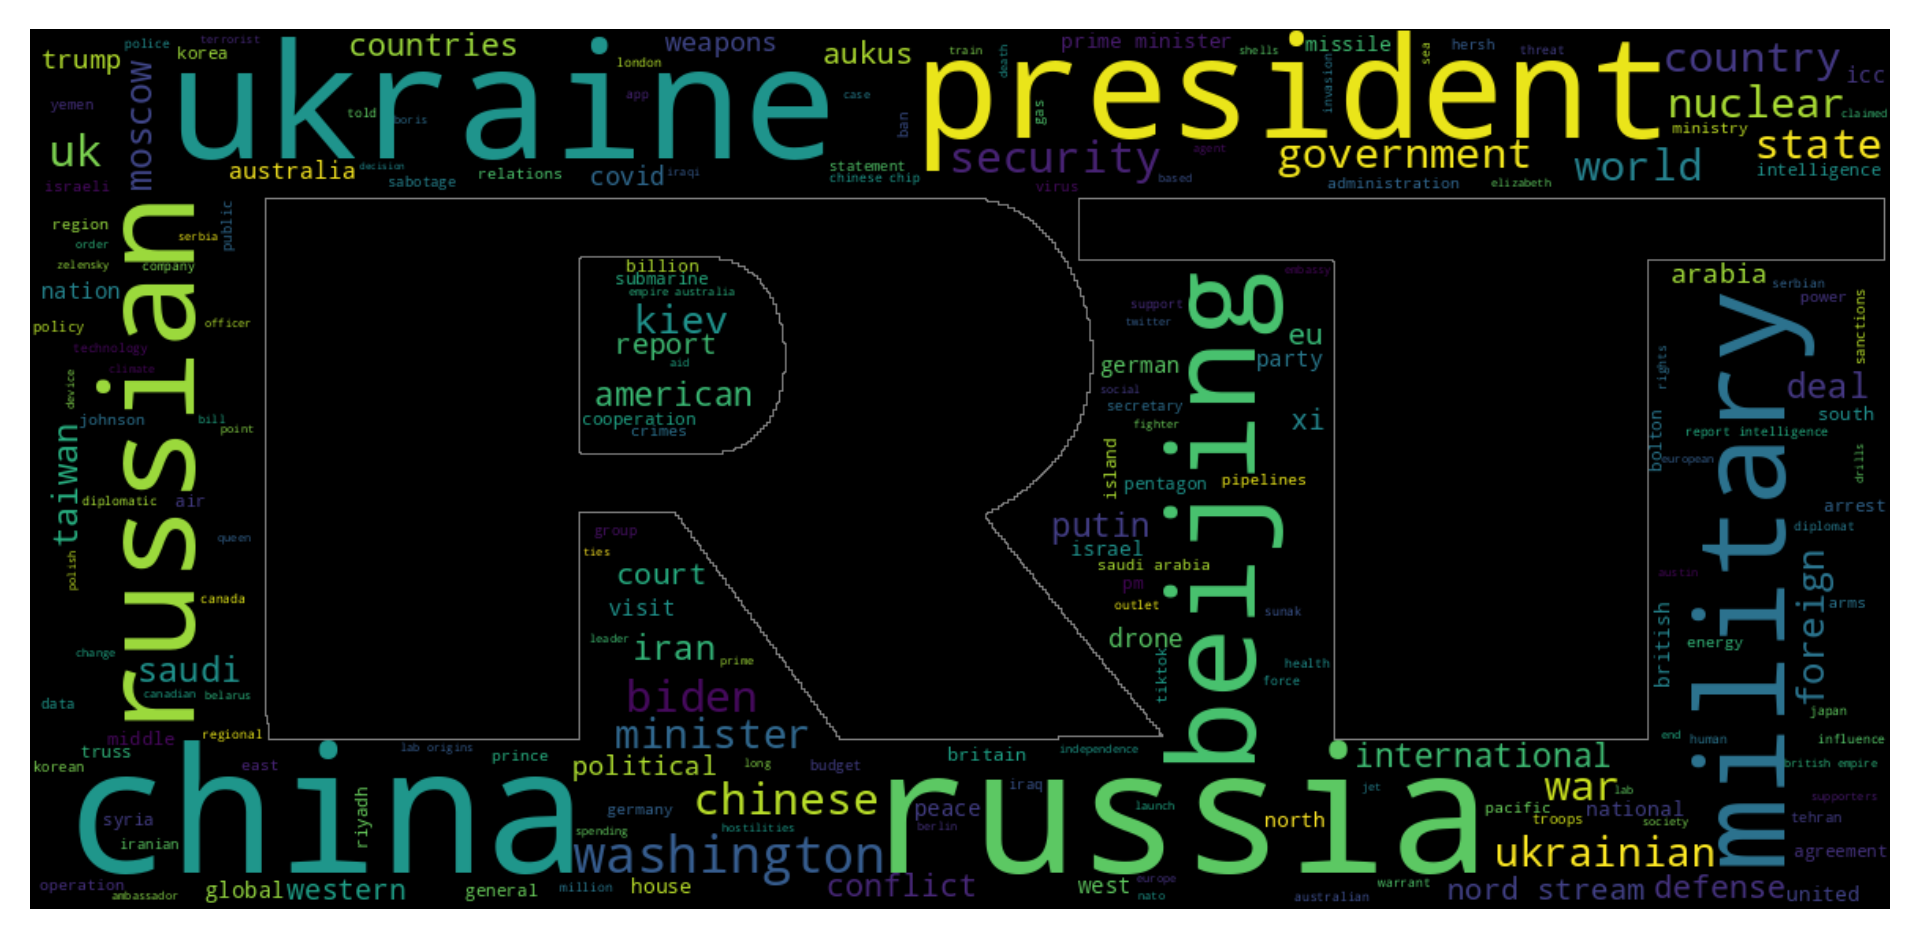 trump
police
terrorist
korea
countries
weapons
london
aukus
train
death
prime minister
shells
missile
sea
hersh
threat
country
icc
yemen
moscow
ukraine
app
told
boris
case
ban
president
gas
invasion
nuclear
claimed
ministry
uk
israeli
australia
decision
sabotage
relations
covid
iraqi
statement
chinese chip
security
agent
based
virus
government
administration
elizabeth
world
state
intelligence
region
order
zelensky
company
serbia
public
nation
policy
officer
technology
climate
device
johnson
bill
point
russian
taiwan
diplomatic
air
queen
polish
canada
change
saudi
canadian
belarus
data
middle
regional
RT
billion
submarine
empire australia
kiev
report
aid
american
cooperation
crimes
group
ties
court
visit
leader
iran
prime
biden
minister
embassy
support
twitter
beijing
eu
party
german
social
secretary
fighter
xi
island
pentagon
pipelines
putin
israel
saudi arabia
pm
outlet
sunak
drone
tiktok
health
force
arabia
serbian
power
sanctions
rights
military
deal
south
report intelligence
bolton
european
drills
arrest
diplomat
austin
foreign
arms
british
energy
japan
end
human
influence
british empire
truss
korean
east
lab origins
prince
political
long
budget
britain
independence
international
china
riyadh
syria
iranian
germany
spending
hostilities
chinese
peace
berlin
iraq
russia
launch
north
jet
war
lab
pacific
troops
national
society
supporters
tehran
washington
ukrainian
agreement
operation
ambassador
global
western
general
million
house
conflict
west
europe
nato
australian
warrant
nord stream
defense
united